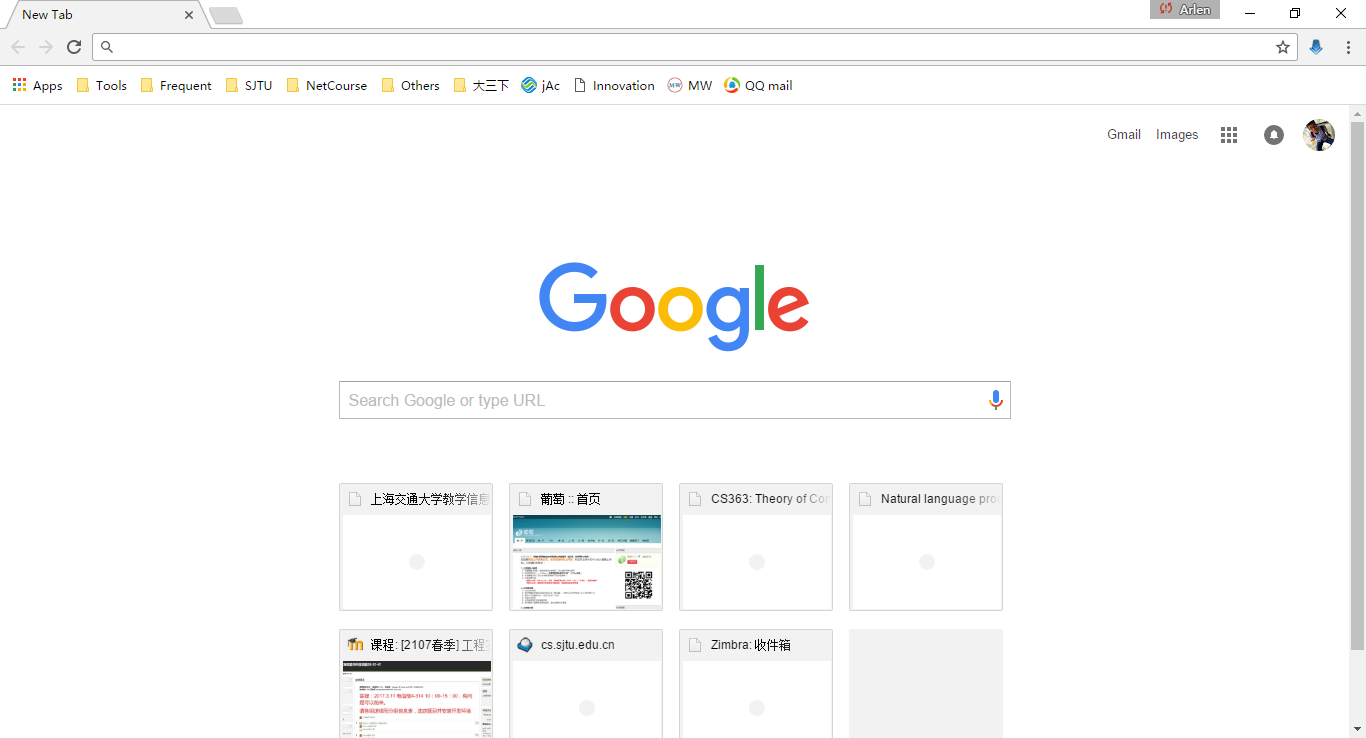 New Tab
Arlen
Apps
Tools
Frequent
SJTU
NetCourse
Others
大三下
jAc
Innovation
MW
QQ mail
Gmail
Images
Google
Search Google or type URL
上海交通大学教学信息
葡萄 :: 首页
CS363: Theory of Con
Natural language pro
课程: [2107春季] 工程
cs.sjtu.edu.cn
Zimbra: 收件箱